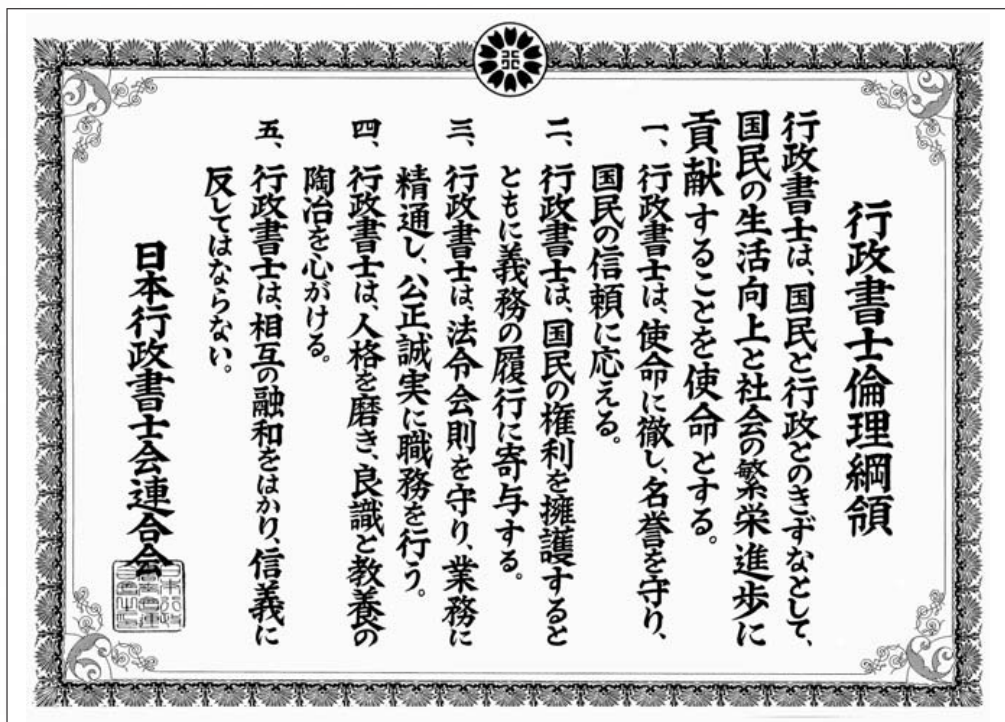 行政書士倫理綱領
行政書士は、国民と行政とのきずなとして、
国民の生活向上と社会の繁栄進歩に
貢献することを使命とする。
一、行政書士は、使命に徹し、名誉を守り、
国民の信頼に応える。
二、行政書士は、国民の権利を擁護すると
ともに義務の履行に寄与する。
三、行政書士は、法令会則を守り、業務に
精通し、公正誠実に職務を行う。
四、行政書士は、人格を磨き、良識と教養の
陶冶を心がける。
五、行政書士は、相互の融和をはかり、信義に
反してはならない。
日本行政書士会連合会